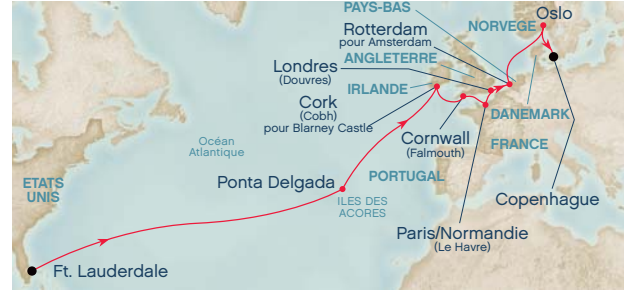 PAYS-BAS
Oslo
NORVEGE
Rotterdam
pour Amsterdam
ANGLETERRE
Londres
(Douvres)
IRLANDE
Cork
(Cobh)
pour Blarney Castle
DANEMARK
Cornwall
(Falmouth)
FRANCE
Océan
Atlantique
PORTUGAL
Ponta Delgada
ETATS
UNIS
ILES DES
ACORES
Copenhague
Paris/Normandie
(Le Havre)
Ft. Lauderdale